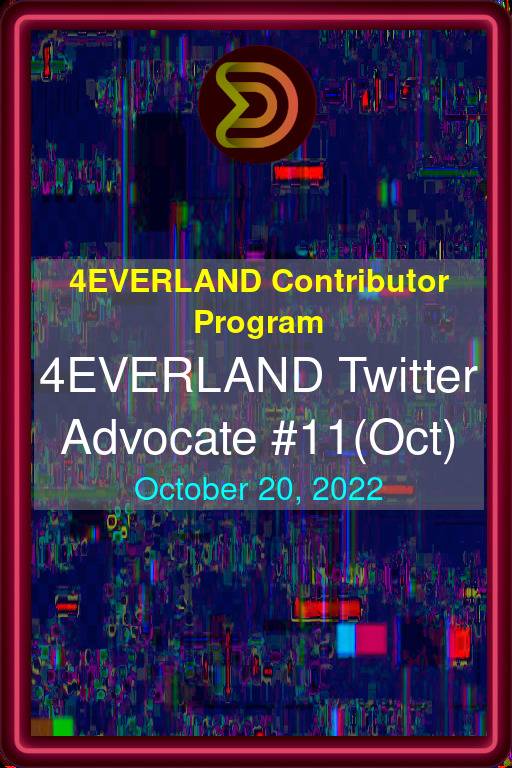 4EVERLAND Contributor
Program
4EVERLAND Twitter
Advocate #11(Oct)
October 20, 2022